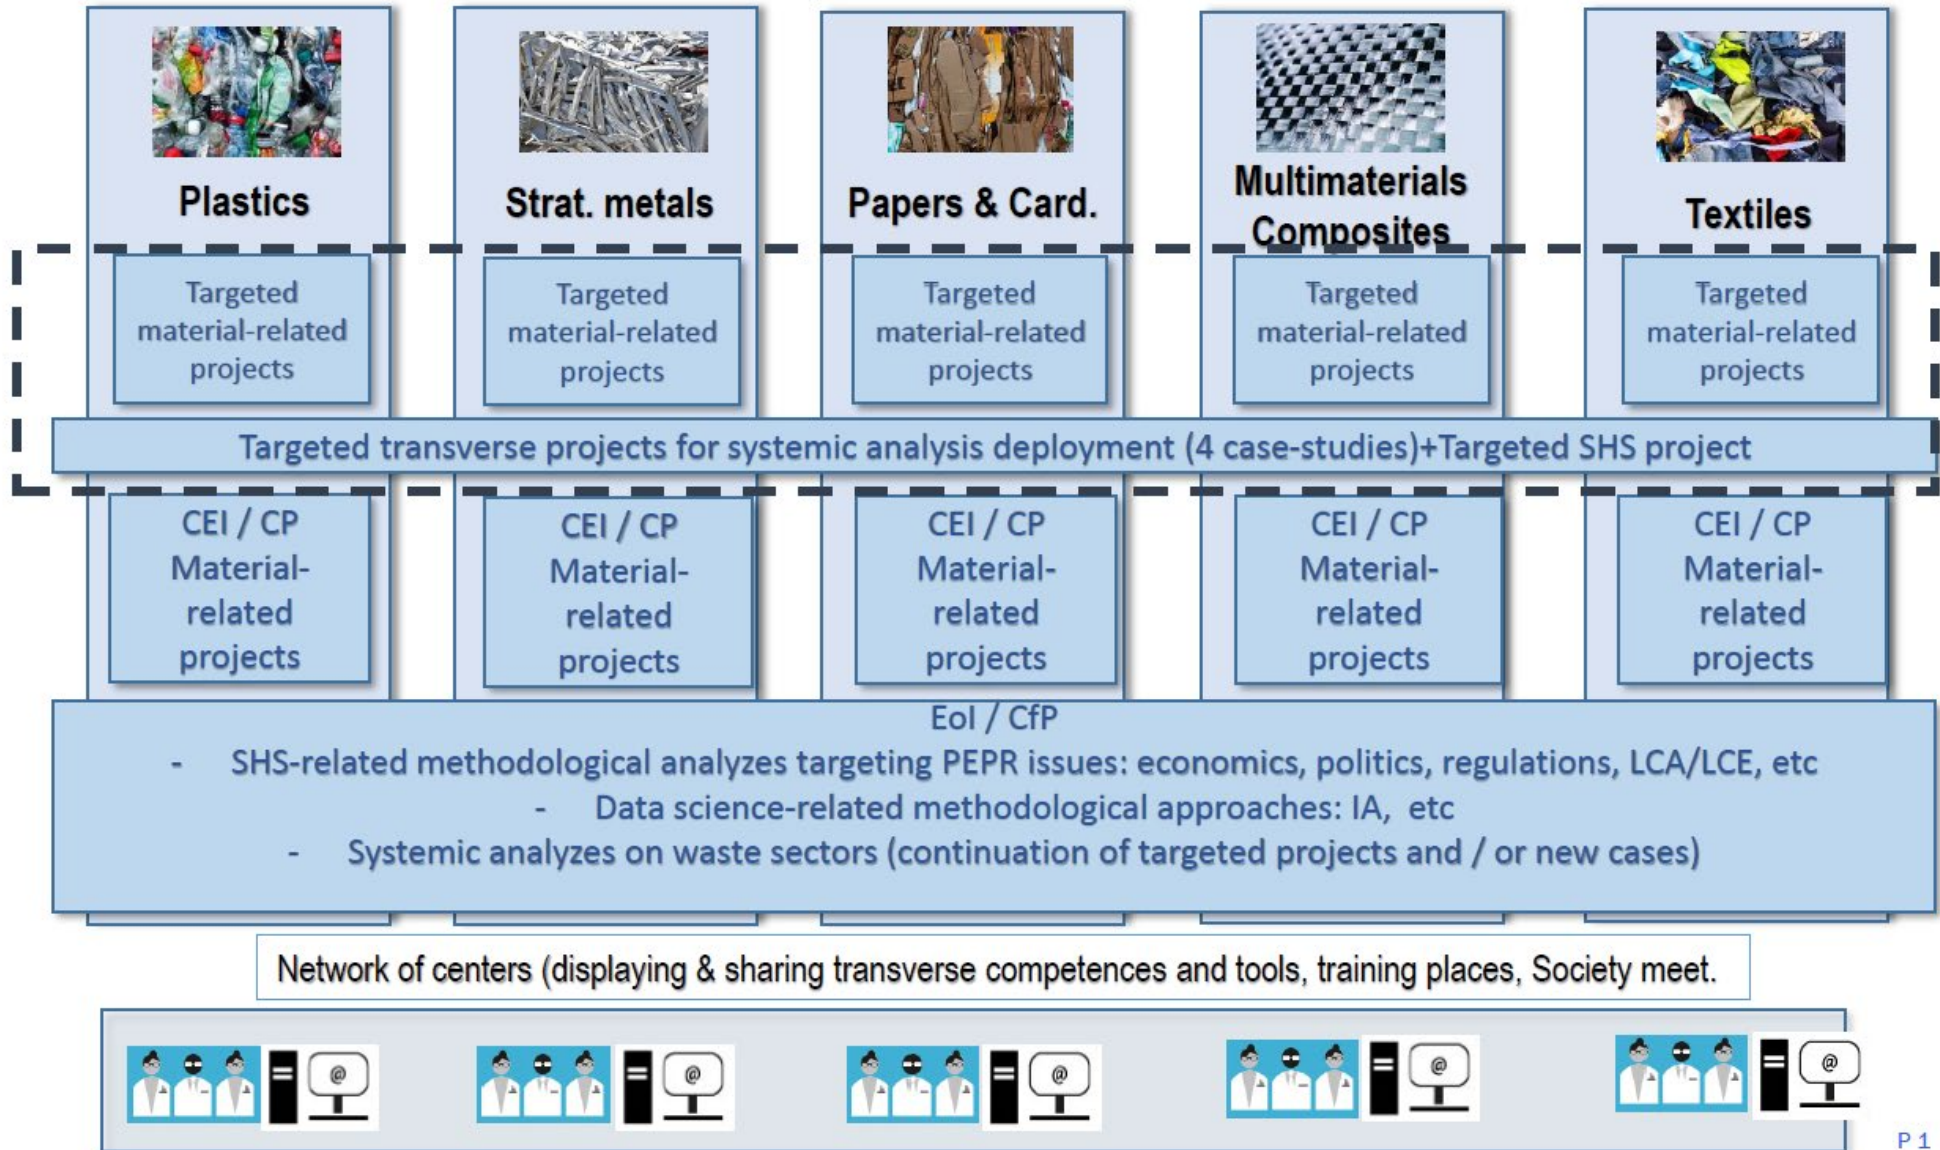 Plastics
Strat. metals
Papers & Card.
Multimaterials
Composites
Textiles
Targeted
material-related
projects
Targeted
material-related
projects
Targeted
material-related
projects
Targeted
material-related
projects
Targeted
material-related
projects
Targeted transverse projects for systemic analysis deployment (4 case-studies)+Targeted SHS project
CEI / CP
Material-
related
projects
CEI / CP
Material-
related
projects
CEI / CP
Material-
related
projects
CEI / CP
Material-
related
projects
CEI / CP
Material-
related
projects
EoI / CfP
- SHS-related methodological analyzes targeting PEPR issues: economics, politics, regulations, LCA/LCE, etc
- Data science-related methodological approaches: IA, etc
- Systemic analyzes on waste sectors (continuation of targeted projects and / or new cases)
Network of centers (displaying & sharing transverse competences and tools, training places, Society meet.
@
@
@
@
@
P 1